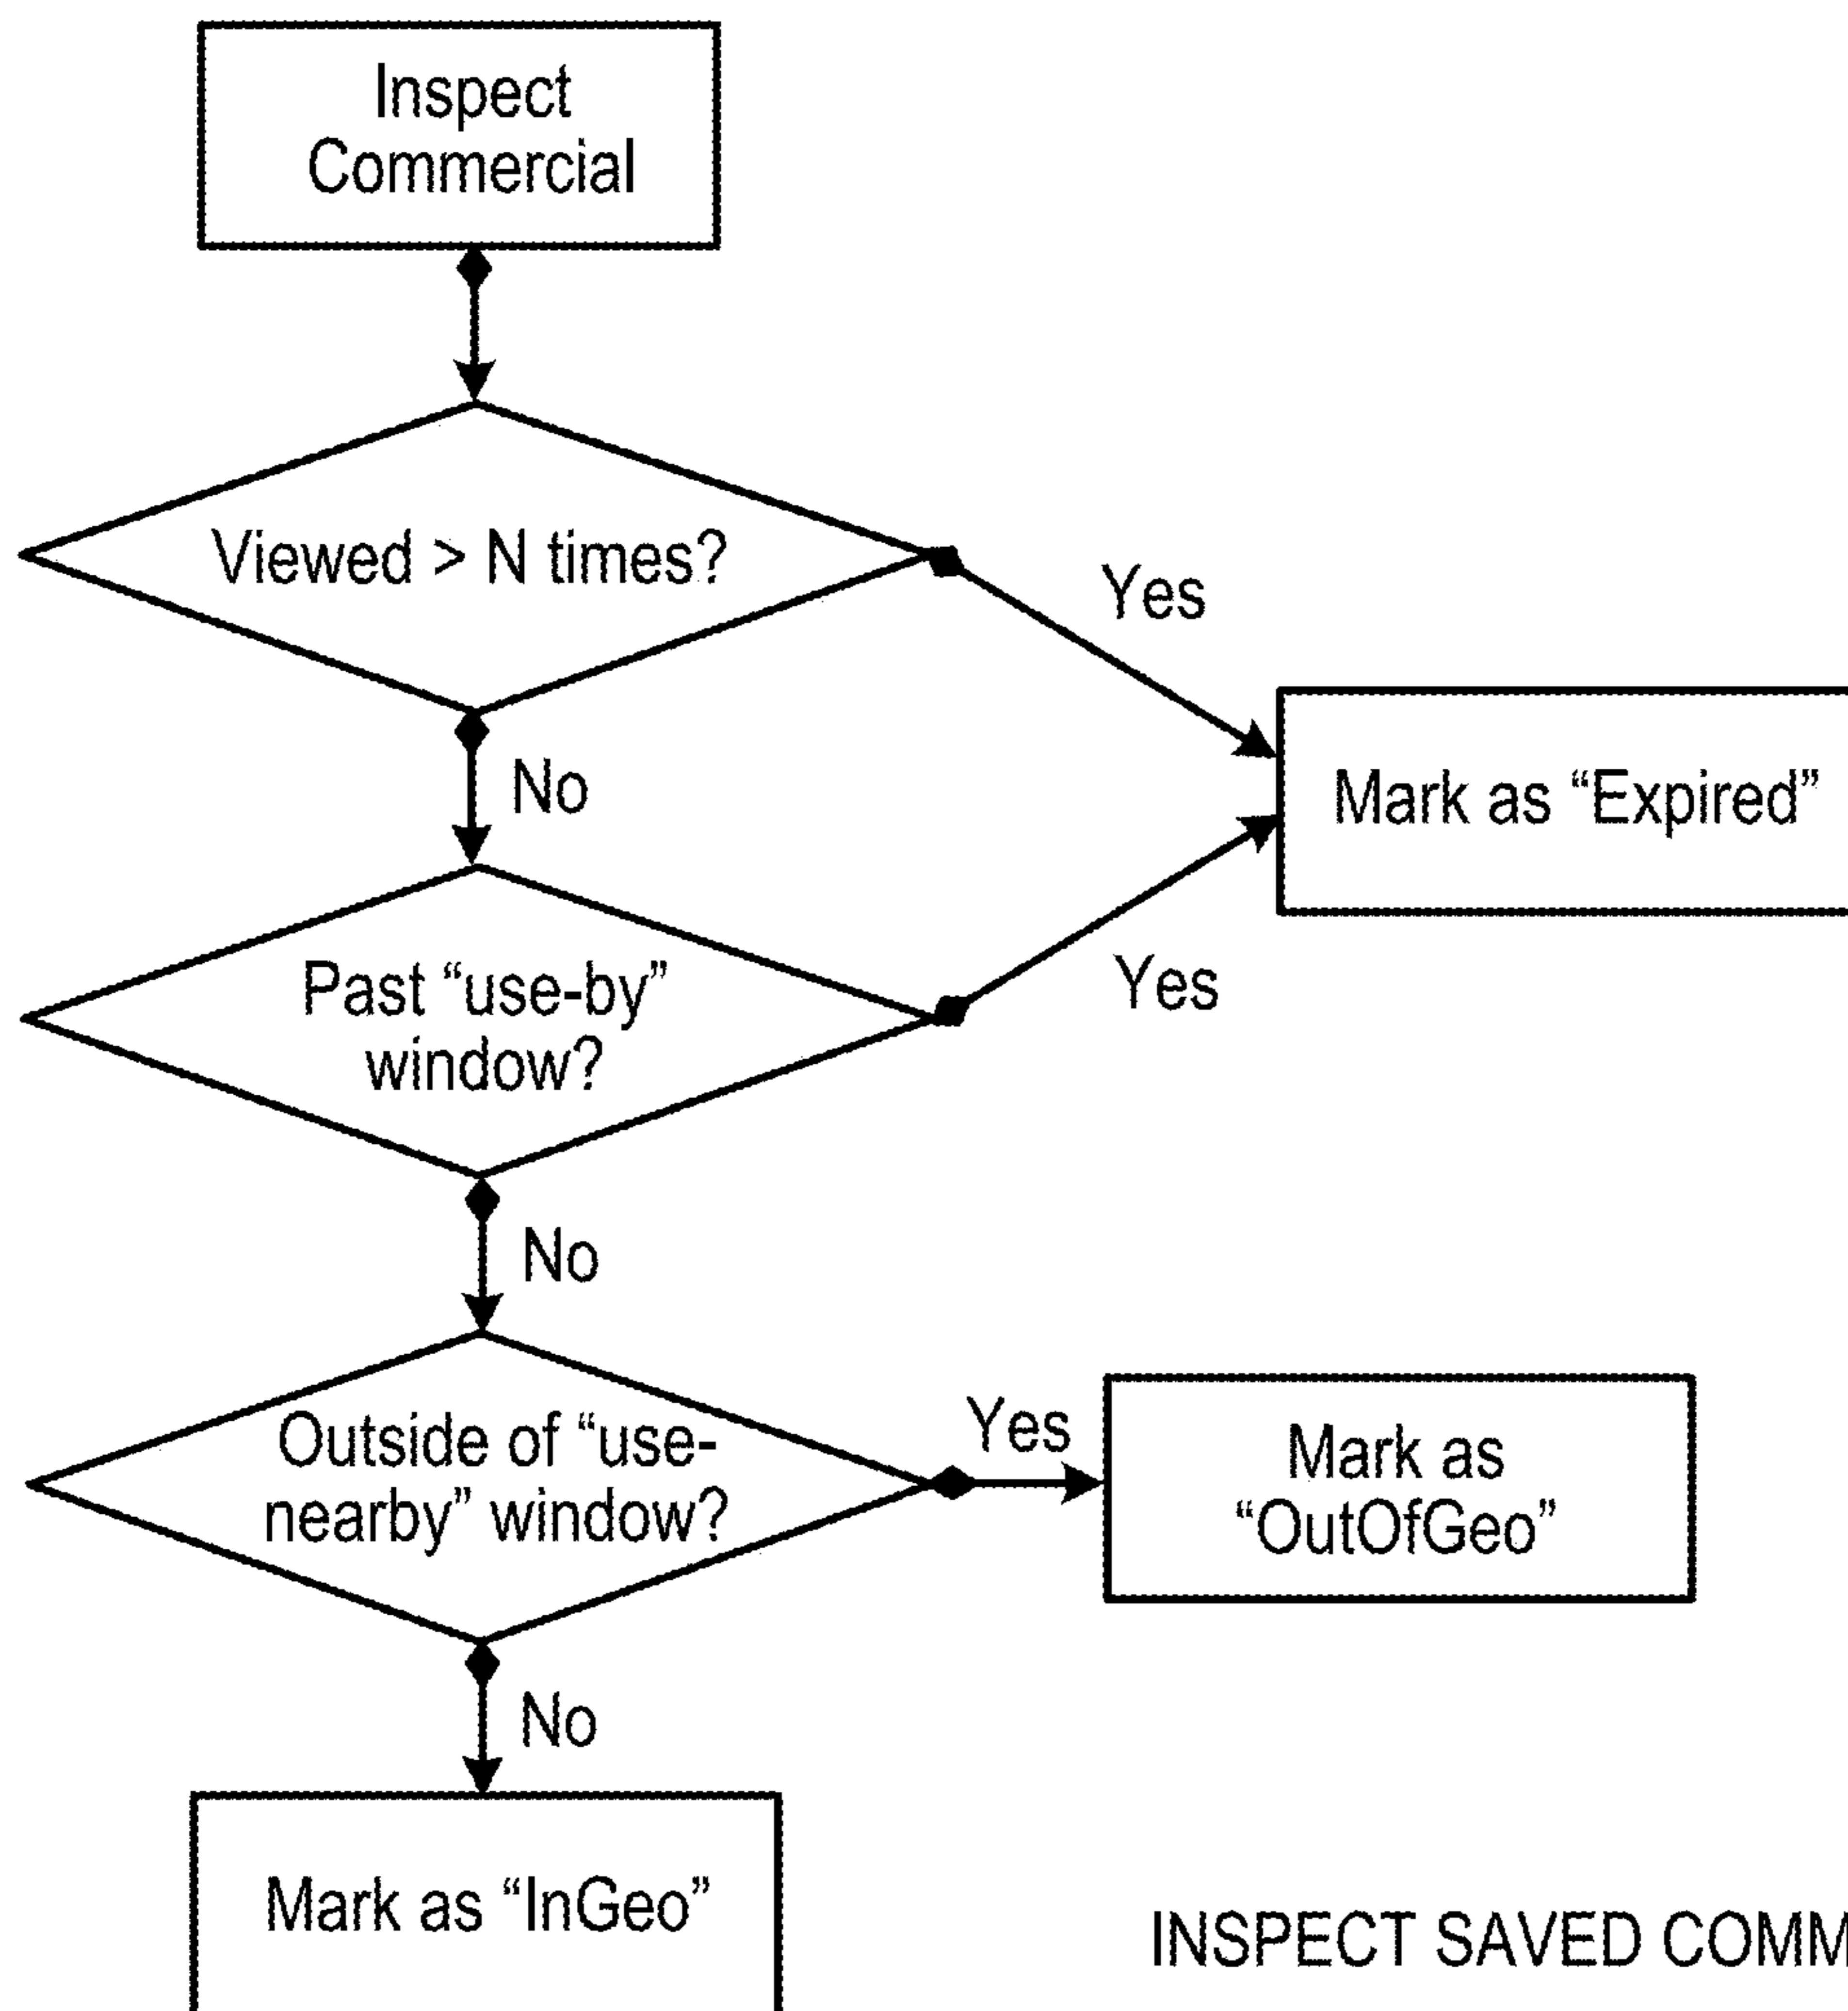 Inspect
Commercial
Viewed > N times?
Yes
No
Mark as “Expired”
Past “use-by”
window?
Yes
No
Outside of “use-
nearby” window?
Yes
Mark as
“OutOfGeo”
No
Mark as “InGeo”
INSPECT SAVED